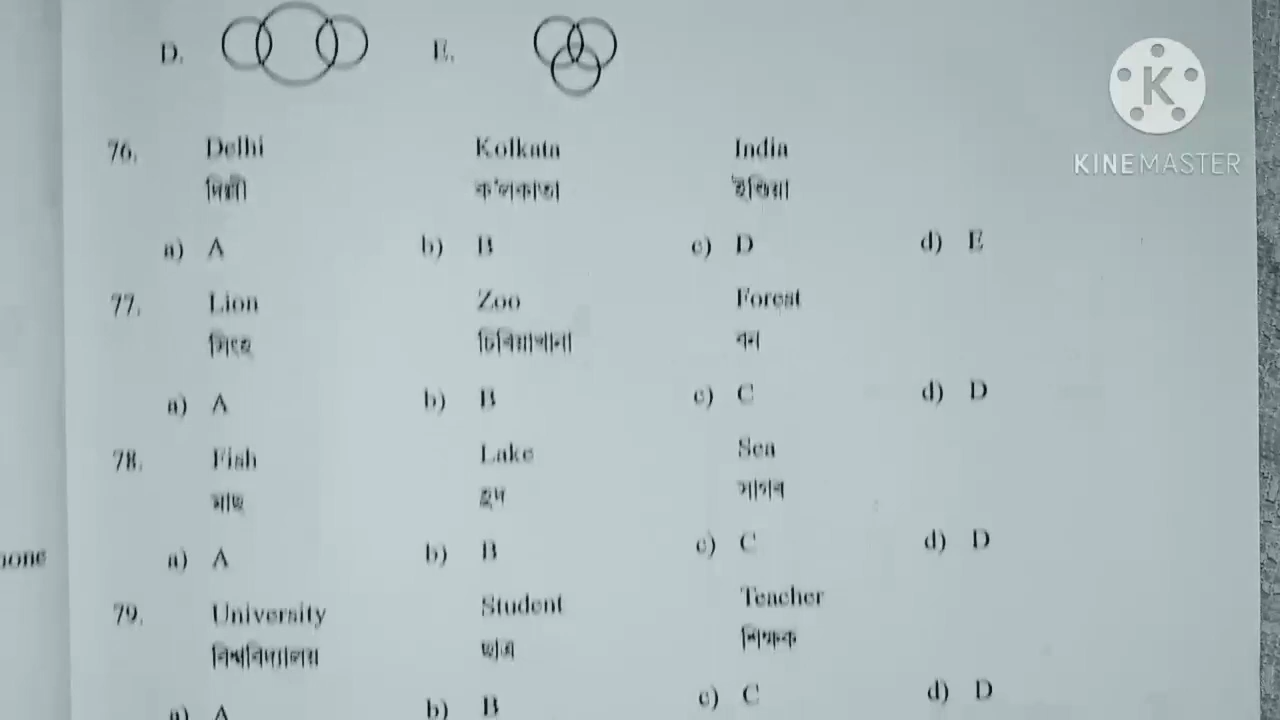 D. E.
76. Delhi Kolkata India
দিল্লী ক'লকাতা ইণ্ডিয়া
a) A b) B c) D d) E
77. Lion Zoo Forest
সিংহ চিৰিয়াখানা বন
a) A b) B c) C d) D
78. Fish Lake Sea
মাছ হ্ৰদ সাগৰ
a) A b) B c) C d) D
79. University Student Teacher
বিশ্ববিদ্যালয় ছাত্ৰ শিক্ষক
a) A b) B c) C d) D
KINEMASTER
K